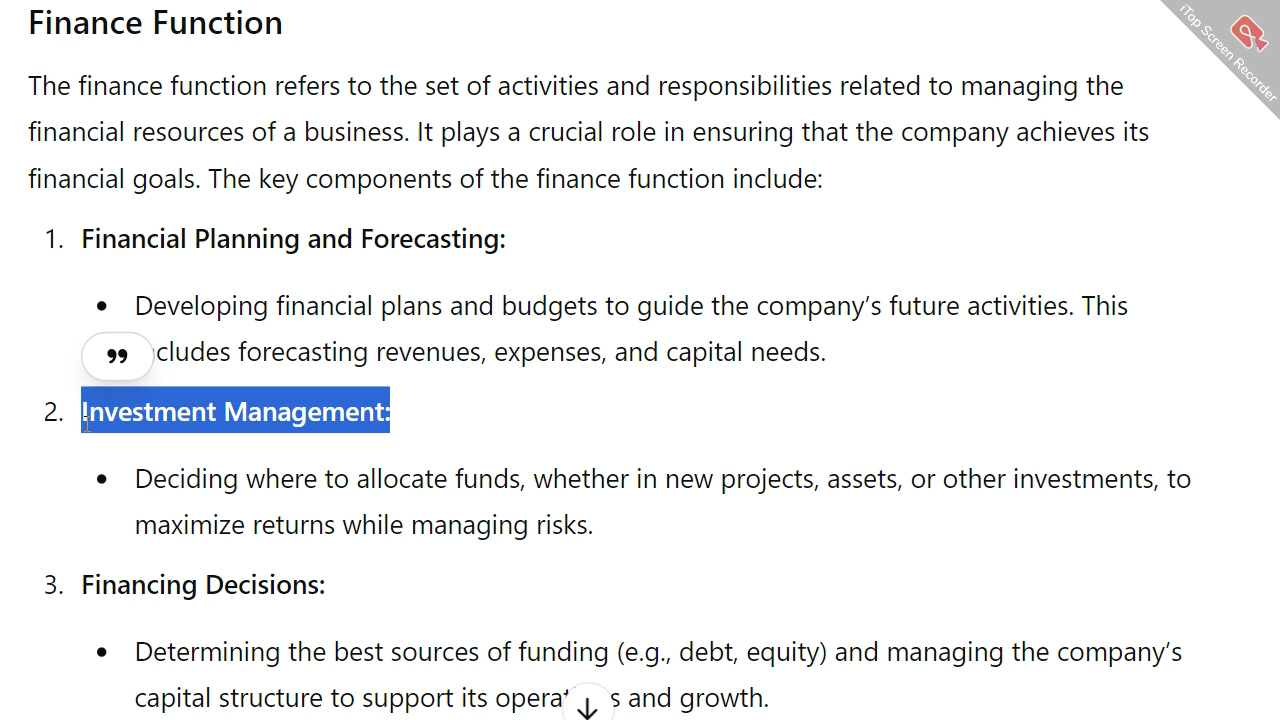 Finance Function
iTop Screen Recorder
The finance function refers to the set of activities and responsibilities related to managing the
financial resources of a business. It plays a crucial role in ensuring that the company achieves its
financial goals. The key components of the finance function include:
1. Financial Planning and Forecasting:
• Developing financial plans and budgets to guide the company’s future activities. This
cludes forecasting revenues, expenses, and capital needs.
2. Investment Management:
• Deciding where to allocate funds, whether in new projects, assets, or other investments, to
maximize returns while managing risks.
3. Financing Decisions:
• Determining the best sources of funding (e.g., debt, equity) and managing the company’s
capital structure to support its operat s and growth.